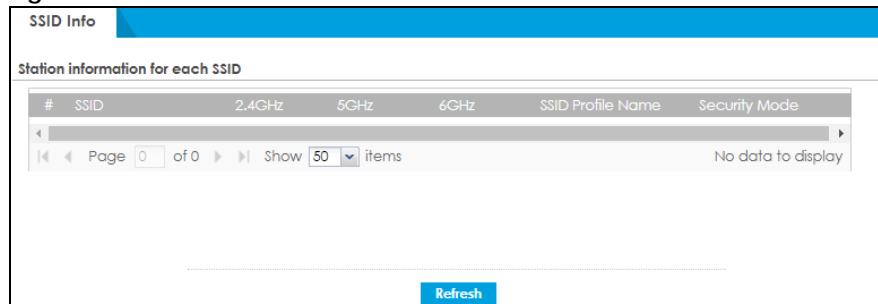 SSID Info
Station information for each SSID
# SSID 2.4GHz 5GHz 6GHz SSID Profile Name Security Mode
Page 0 of 0 Show 50 items No data to display
Refresh